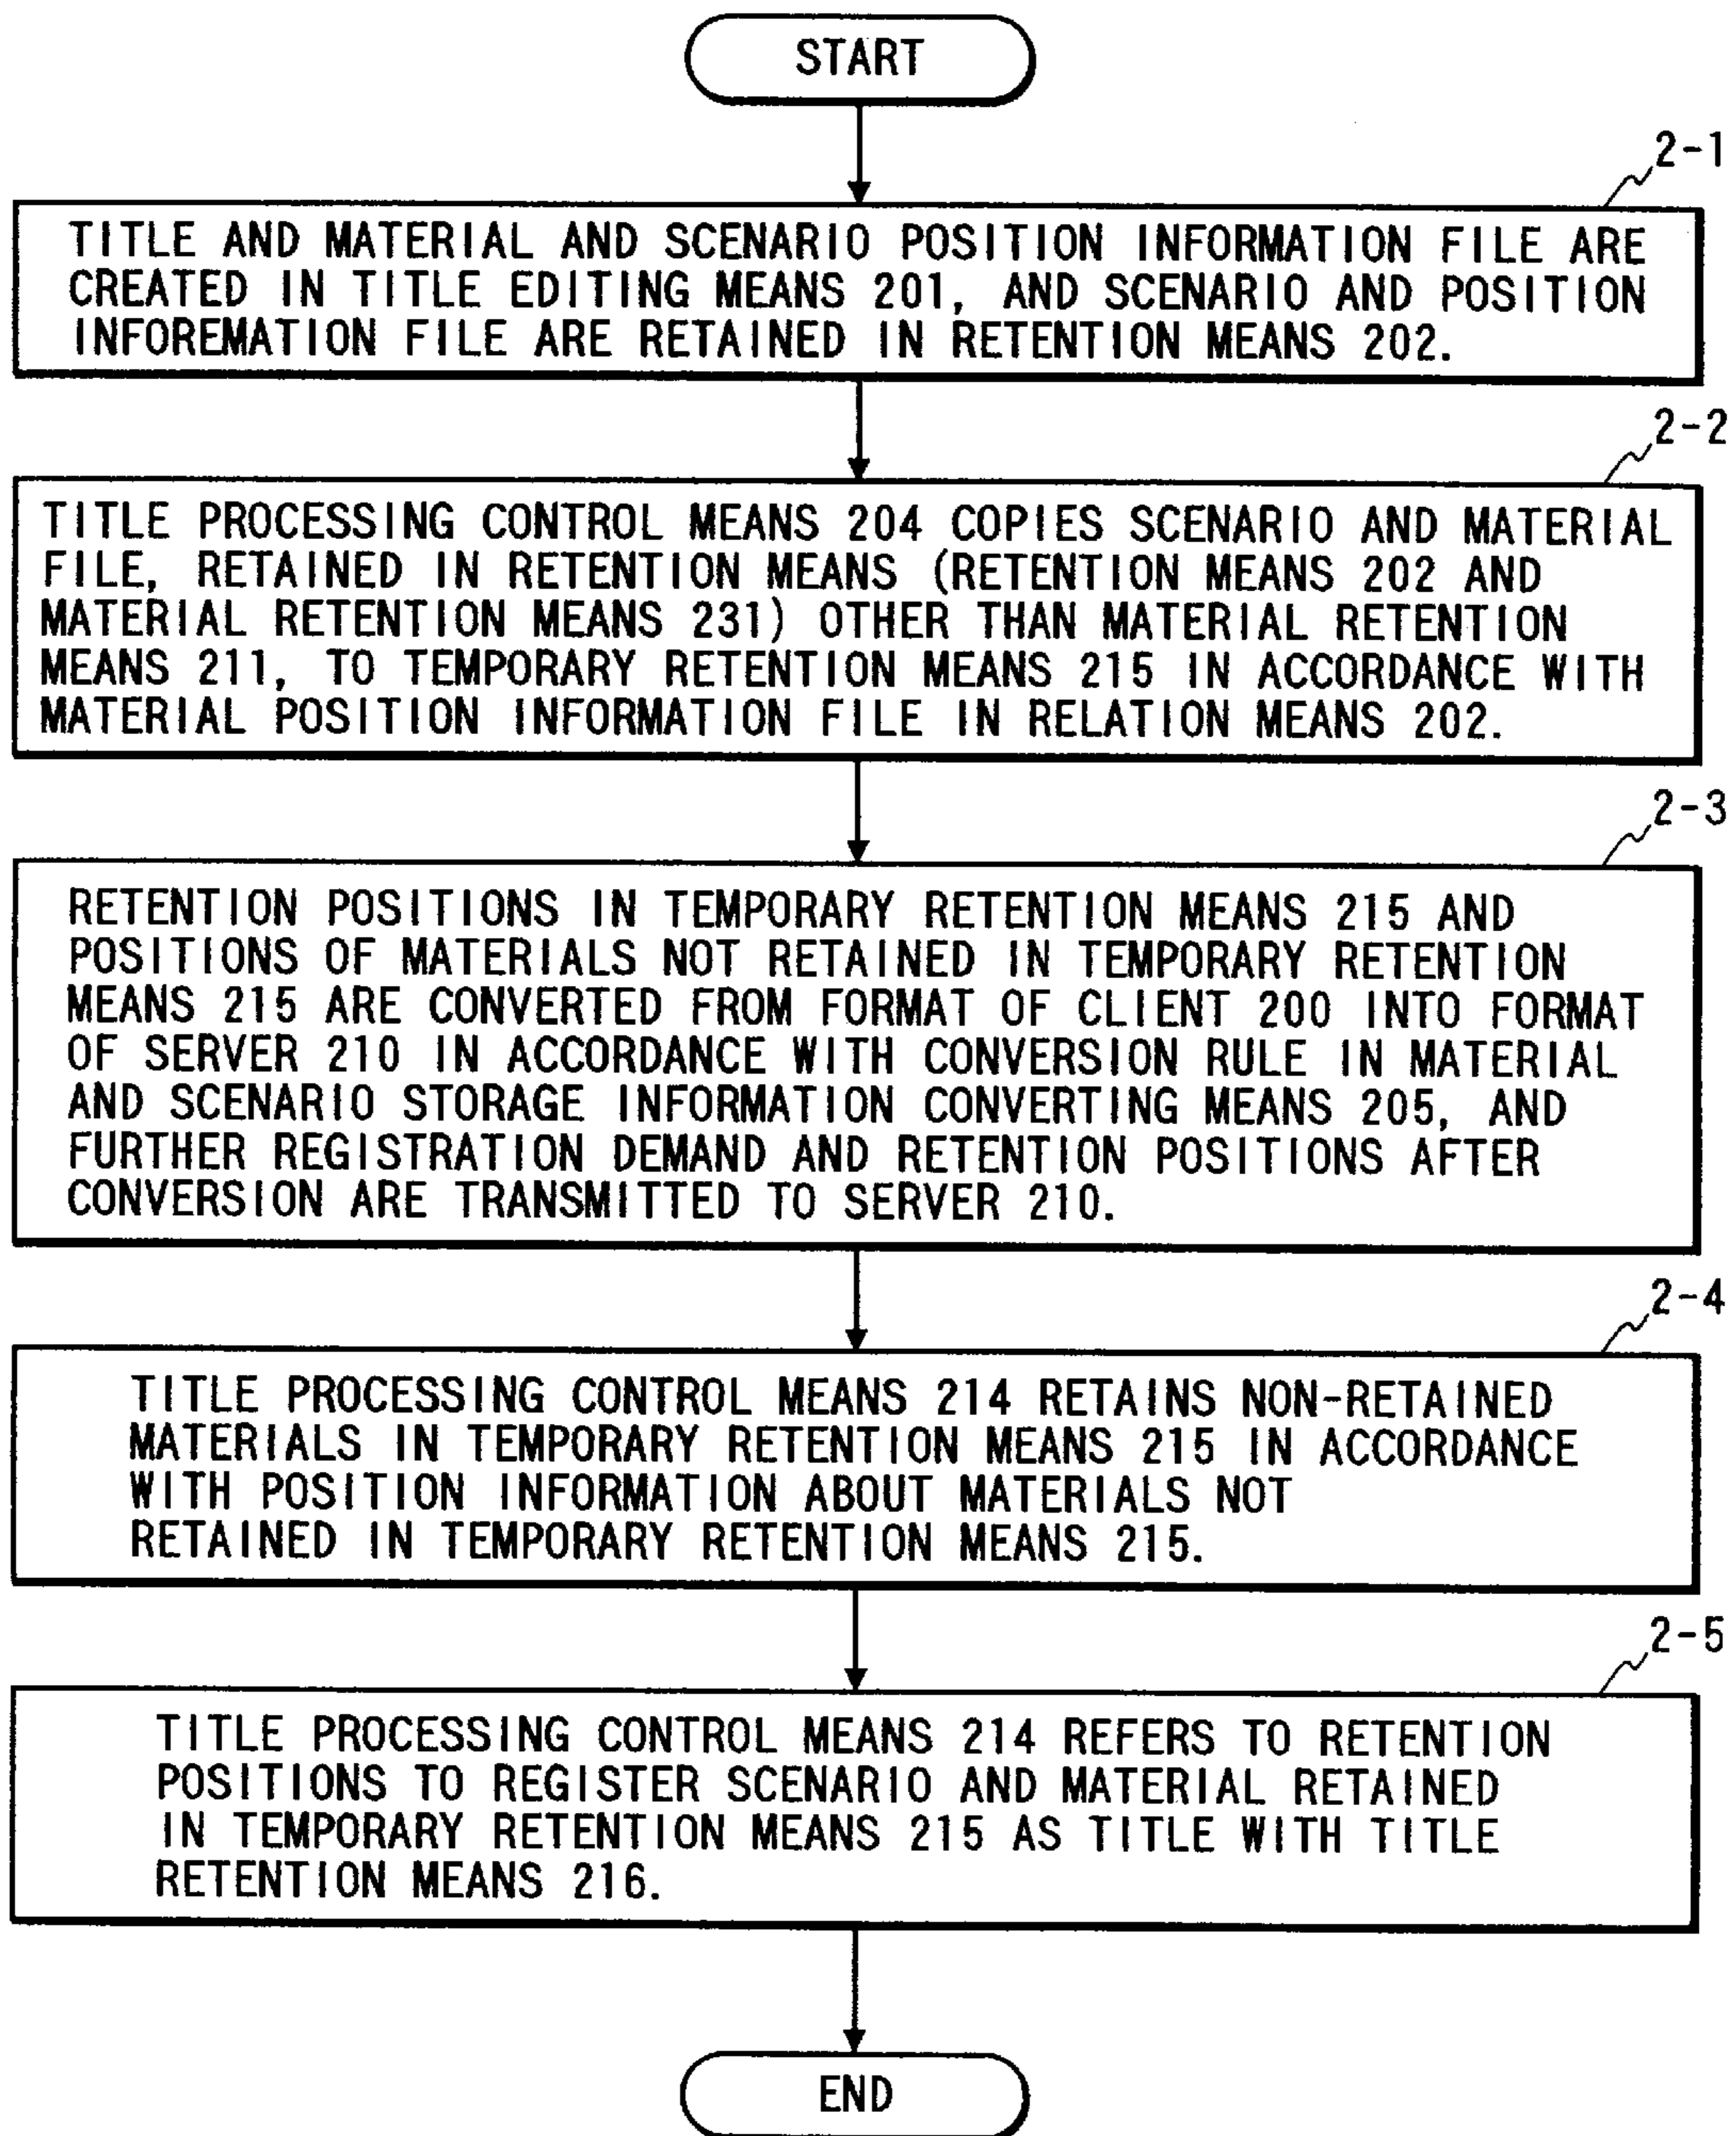 START
2-1
TITLE AND MATERIAL AND SCENARIO POSITION INFORMATION FILE ARE
CREATED IN TITLE EDITING MEANS 201, AND SCENARIO AND POSITION
INFOREMATION FILE ARE RETAINED IN RETENTION MEANS 202.
2-2
TITLE PROCESSING CONTROL MEANS 204 COPIES SCENARIO AND MATERIAL
FILE, RETAINED IN RETENTION MEANS (RETENTION MEANS 202 AND
MATERIAL RETENTION MEANS 231) OTHER THAN MATERIAL RETENTION
MEANS 211, TO TEMPORARY RETENTION MEANS 215 IN ACCORDANCE WITH
MATERIAL POSITION INFORMATION FILE IN RELATION MEANS 202.
2-3
RETENTION POSITIONS IN TEMPORARY RETENTION MEANS 215 AND
POSITIONS OF MATERIALS NOT RETAINED IN TEMPORARY RETENTION
MEANS 215 ARE CONVERTED FROM FORMAT OF CLIENT 200 INTO FORMAT
OF SERVER 210 IN ACCORDANCE WITH CONVERSION RULE IN MATERIAL
AND SCENARIO STORAGE INFORMATION CONVERTING MEANS 205, AND
FURTHER REGISTRATION DEMAND AND RETENTION POSITIONS AFTER
CONVERSION ARE TRANSMITTED TO SERVER 210.
2-4
TITLE PROCESSING CONTROL MEANS 214 RETAINS NON-RETAINED
MATERIALS IN TEMPORARY RETENTION MEANS 215 IN ACCORDANCE
WITH POSITION INFORMATION ABOUT MATERIALS NOT
RETAINED IN TEMPORARY RETENTION MEANS 215.
2-5
TITLE PROCESSING CONTROL MEANS 214 REFERS TO RETENTION
POSITIONS TO REGISTER SCENARIO AND MATERIAL RETAINED
IN TEMPORARY RETENTION MEANS 215 AS TITLE WITH TITLE
RETENTION MEANS 216.
END